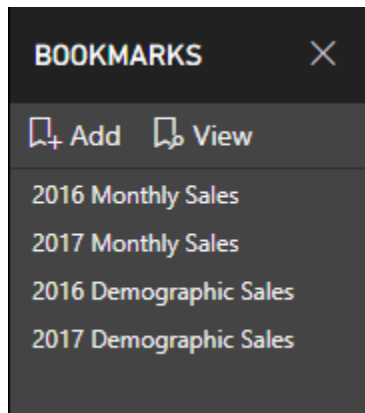 BOOKMARKS
Add View
2016 Monthly Sales
2017 Monthly Sales
2016 Demographic Sales
2017 Demographic Sales